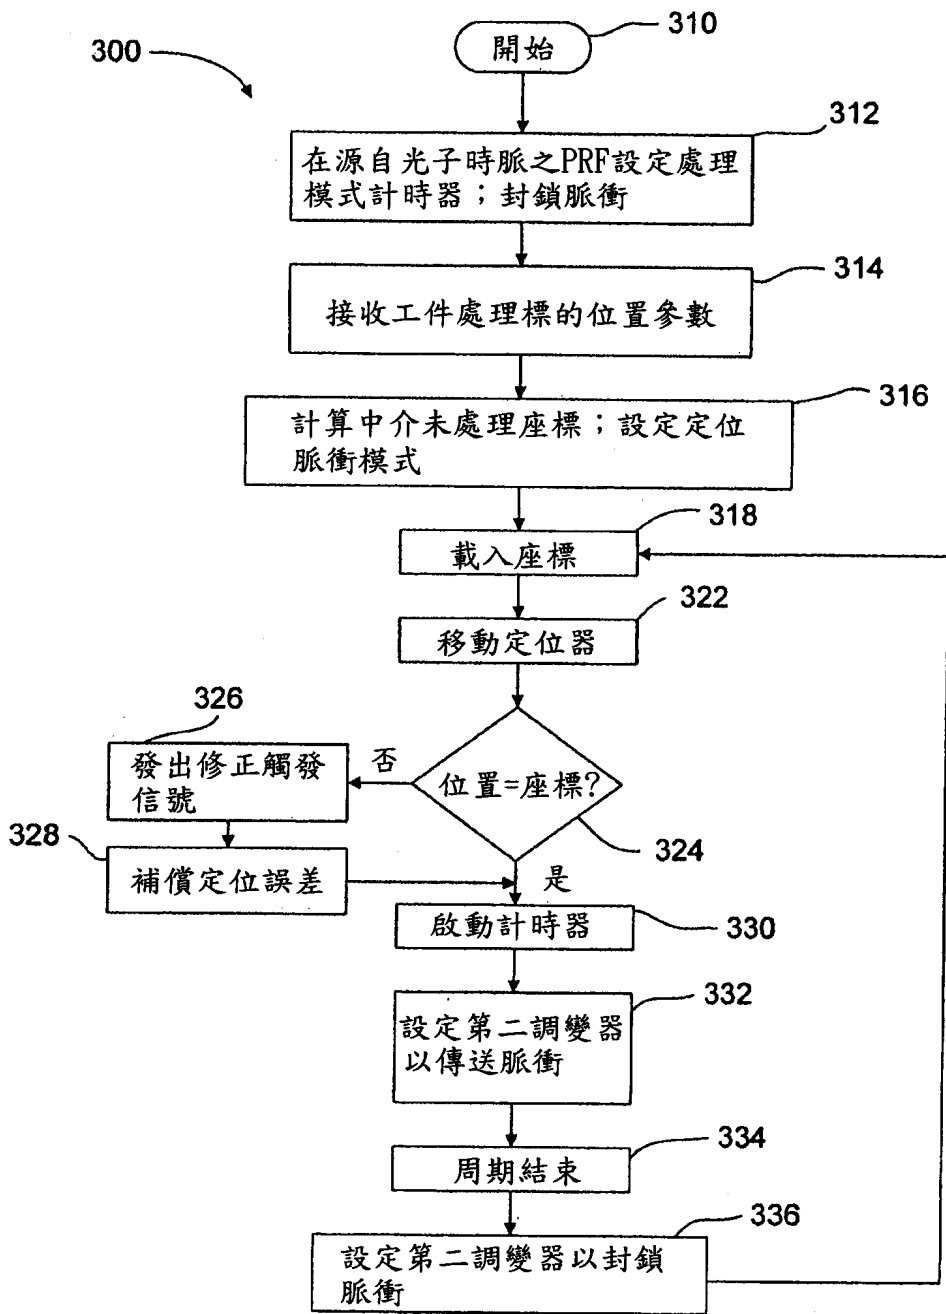 300
310
開始
312
在源自光子時脈之PRF設定處理
模式計時器；封鎖脈衝
314
接收工件處理標的位置參數
316
計算中介未處理座標；設定定位
脈衝模式
318
載入座標
322
移動定位器
326
發出修正觸發
信號
否
位置=座標?
324
328
補償定位誤差
是
啟動計時器
330
332
設定第二調變器
以傳送脈衝
334
周期結束
336
設定第二調變器以封鎖
脈衝